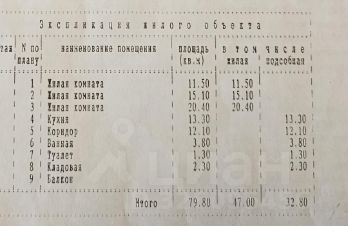 Экспликация жилого объекта
таж N по плану наименование помещения площадь (кв.м) в том числе жилая подсобная
1 Жилая комната 11.50 11.50
2 Жилая комната 15.10 15.10
3 Жилая комната 20.40 20.40
4 Кухня 13.30 13.30
5 Коридор 12.10 12.10
6 Ванная 3.80 3.80
7 Туалет 1.30 1.30
8 Кладовая 2.30 2.30
9 Балкон
Итого 79.80 47.00 32.80
циан